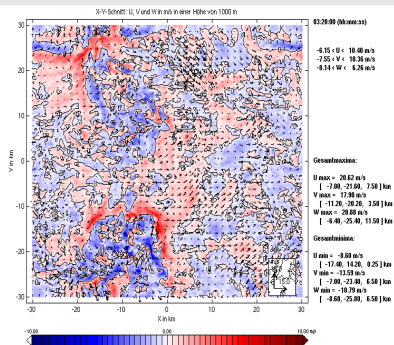 X-Y-Schnitt: U, V und W in m/s in einer Höhe von 1000 m
03:20:00 (hh:mm:ss)
-6.15 < U < 10.40 m/s
-7.55 < V < 10.36 m/s
-8.14 < W < 6.26 m/s
Gesamtmaxima:
U max = 20.62 m/s
[ -7.00, -21.60, 7.50 ] km
V max = 17.90 m/s
[ -11.20, -20.20, 3.50 ] km
W max = 20.88 m/s
[ -6.40, -25.40, 11.50 ] km
Gesamtminima:
U min = -8.60 m/s
[ -17.40, 14.20, 0.25 ] km
V min = -13.59 m/s
[ -7.00, -23.40, 6.50 ] km
W min = -10.79 m/s
[ -8.60, -25.80, 6.50 ] km
Y in km
30
20
10
0
-10
-20
-30
15.0
-30 -20 -10 0 10 20 30
X in km
-10.00 0.00 10.00 m/s